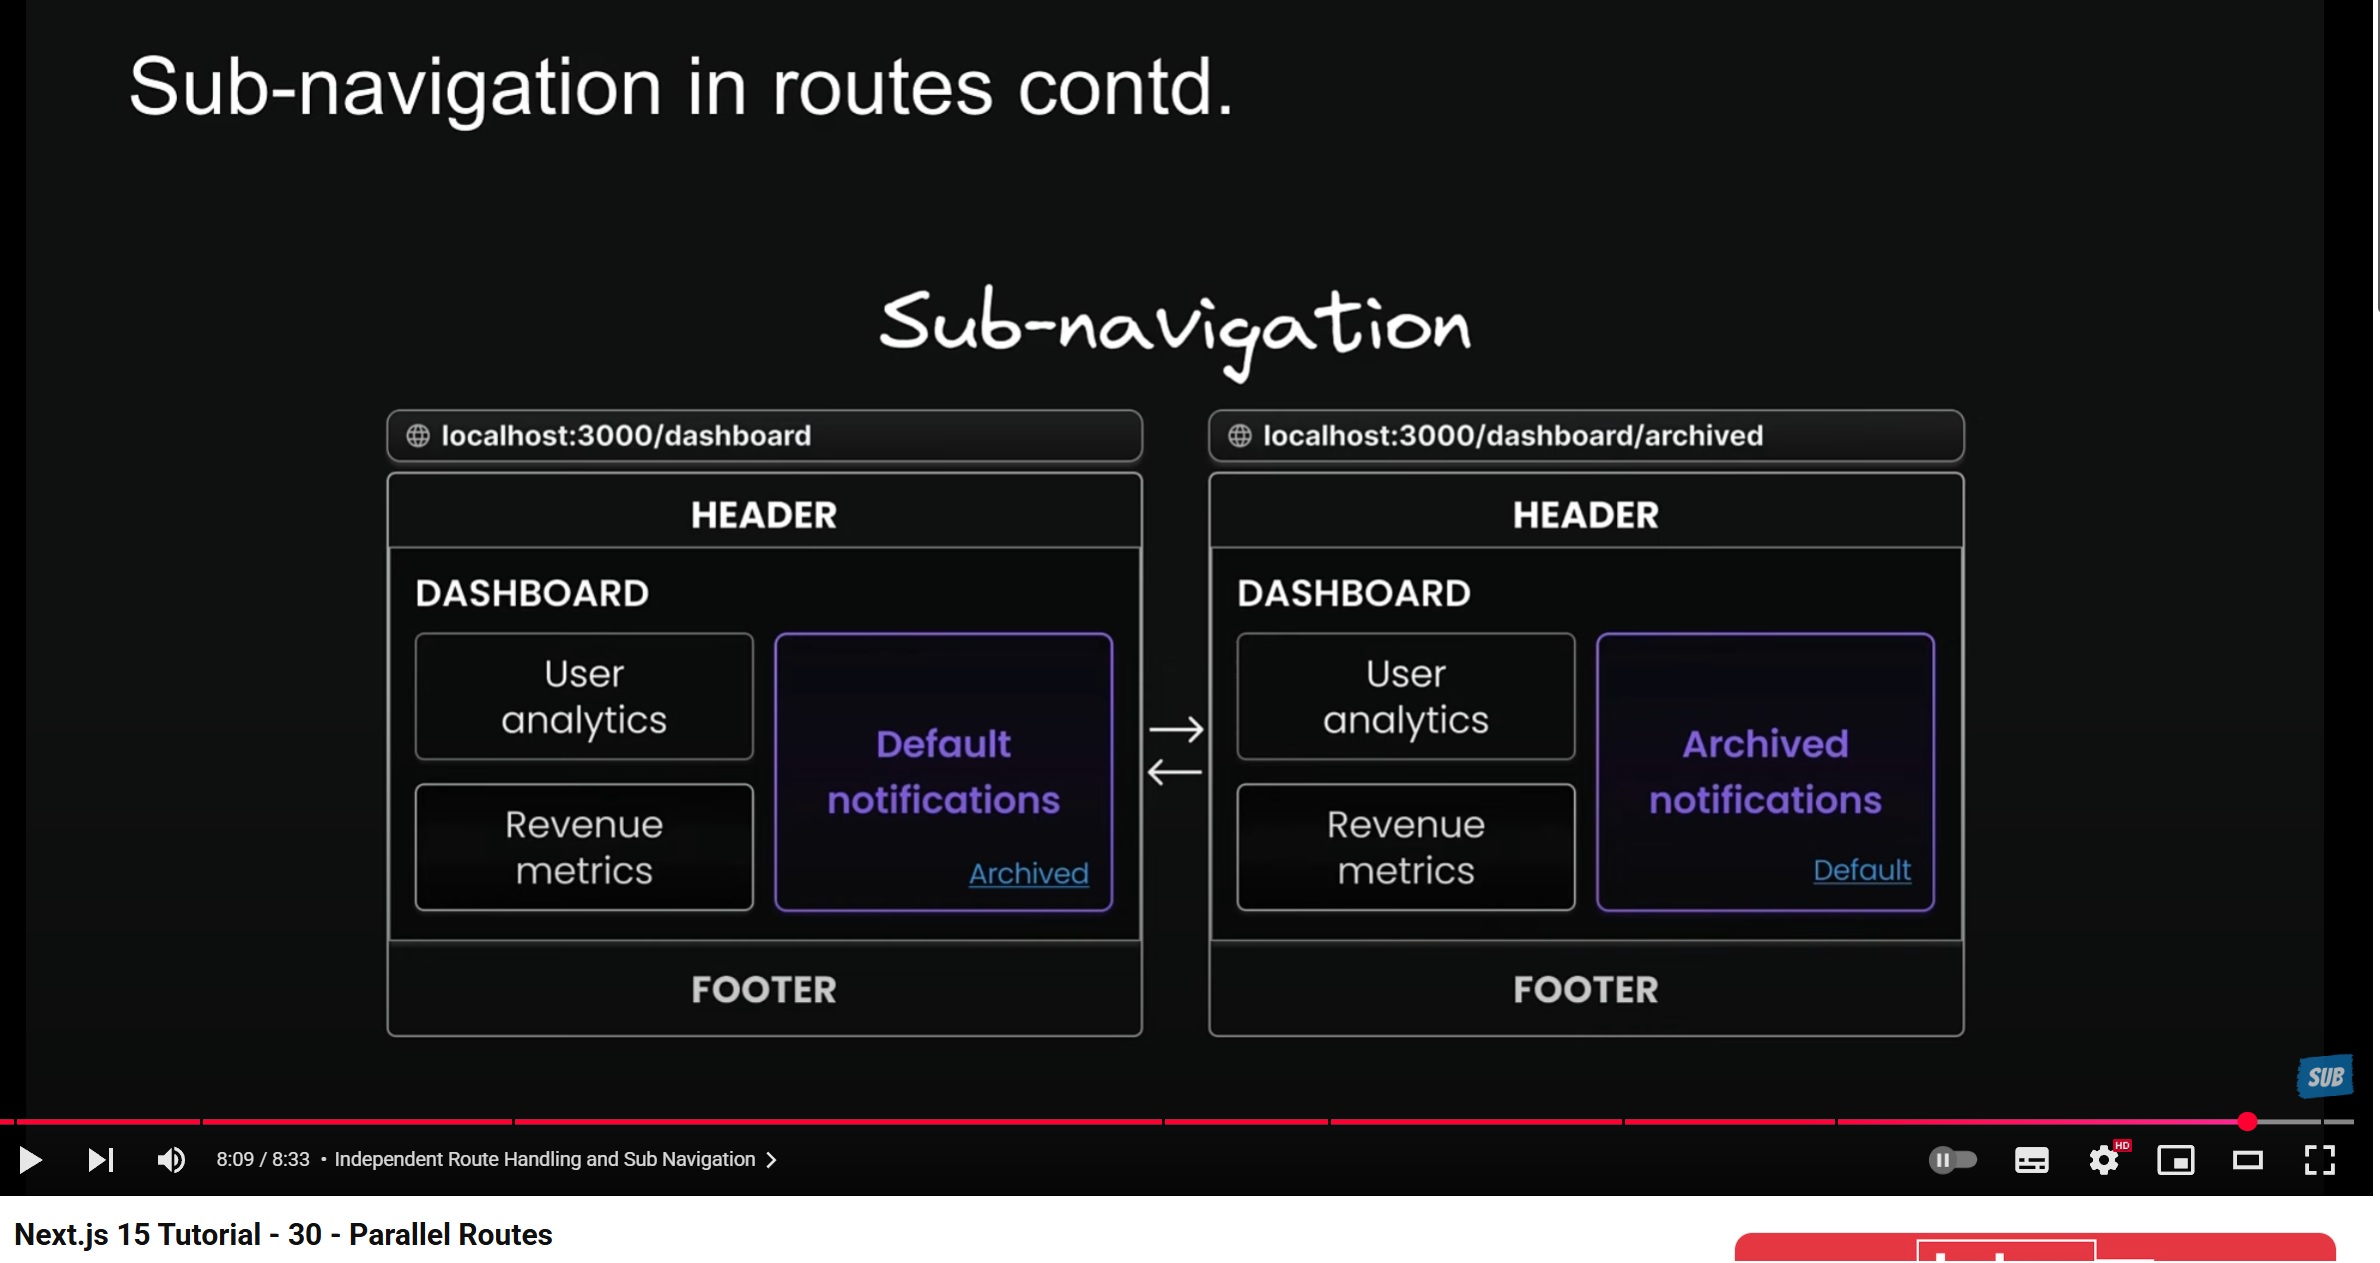 Sub-navigation in routes contd.
Sub-navigation
localhost:3000/dashboard
HEADER
DASHBOARD
User
analytics
Revenue
metrics
Default
notifications
Archived
FOOTER
localhost:3000/dashboard/archived
HEADER
DASHBOARD
User
analytics
Revenue
metrics
Archived
notifications
Default
FOOTER
SUB
8:09 / 8:33 • Independent Route Handling and Sub Navigation
HD
Next.js 15 Tutorial - 30 - Parallel Routes